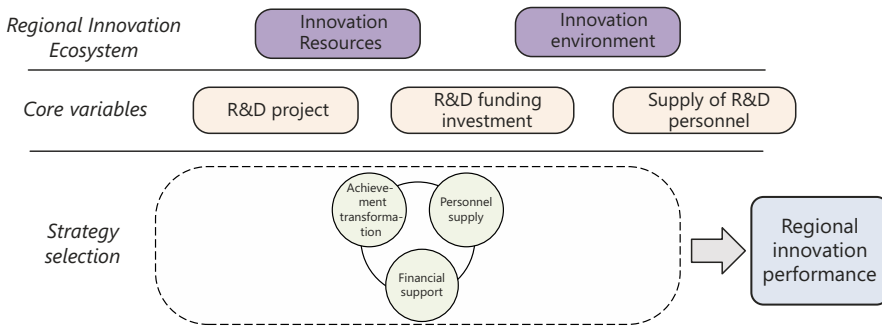 Regional Innovation
Ecosystem
Innovation
Resources
Innovation
environment
Core variables
R&D project
R&D funding
investment
Supply of R&D
personnel
Strategy
selection
Achieve-
ment
transforma-
tion
Personnel
supply
Financial
support
Regional
innovation
performance